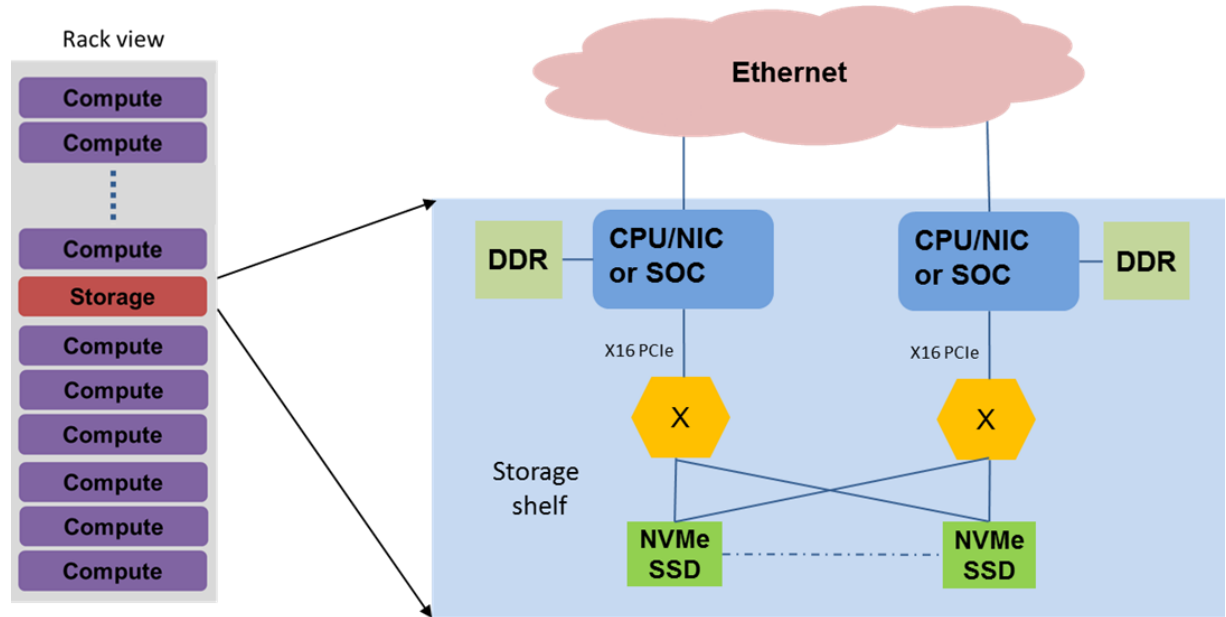 Rack view
Compute
Compute
Compute
Storage
Compute
Compute
Compute
Compute
Compute
Compute
Ethernet
DDR
CPU/NIC
or SOC
CPU/NIC
or SOC
DDR
X16 PCIe
X16 PCIe
X
X
Storage
shelf
NVMe
SSD
NVMe
SSD